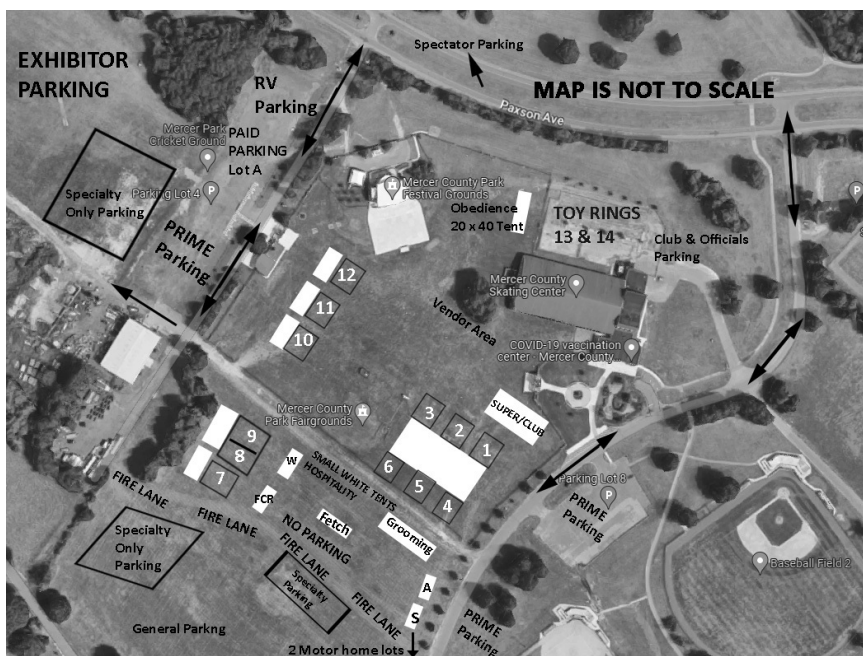 EXHIBITOR
PARKING
Spectator Parking
MAP IS NOT TO SCALE
RV
Parking
Paxson Ave
Mercer Park
Cricket Ground
PAID
PARKING
Lot A
Specialty
Only Parking
Parking Lot 4
P
PRIME
Parking
Mercer County Park
Festival Grounds
Obedience
20 x 40 Tent
TOY RINGS
13 & 14
Club & Officials
Parking
P
12
11
10
Mercer County
Skating Center
Vendor Area
COVID-19 vaccination
center - Mercer County
Mercer County
Park Fairgrounds
SUPER/CLUB
3
2
1
6
5
4
9
8
7
W
FCR
SMALL WHITE TENTS
HOSPITALITY
FIRE LANE
FIRE LANE
NO PARKING
FIRE LANE
FIRE LANE
Fetch
Grooming
Parking Lot 8
P
PRIME
Parking
Baseball Field 2
Specialty
Only
Parking
Specialty
Parking
A
S
PRIME
Parking
General Parkng
2 Motor home lots